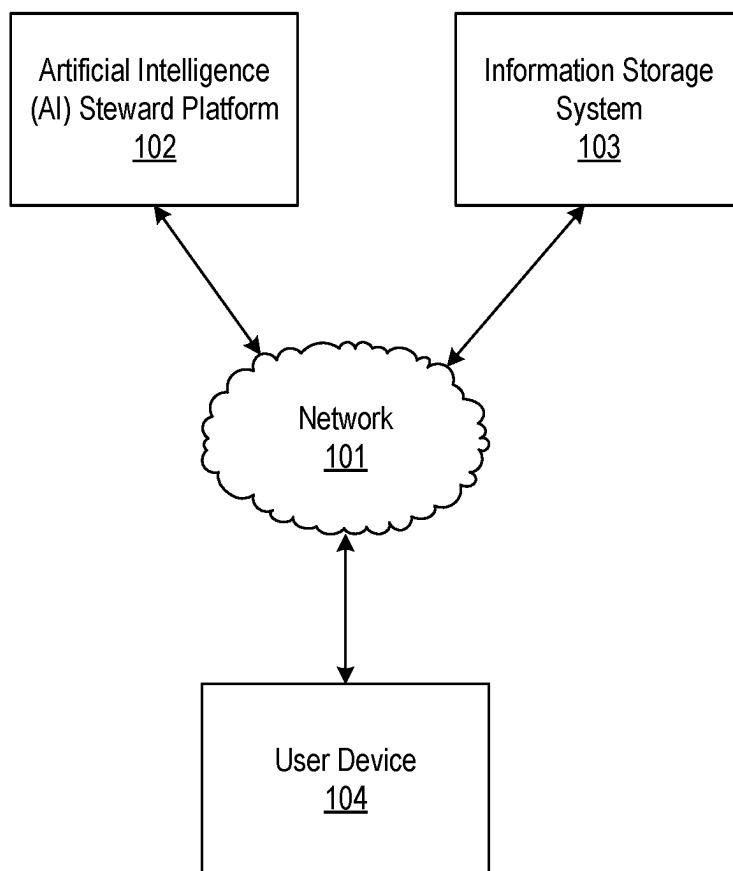 Artificial Intelligence
(AI) Steward Platform
102
Information Storage
System
103
Network
101
User Device
104